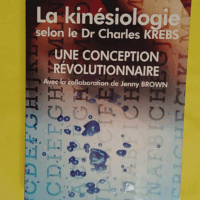 La kinésiologie
selon le Dr Charles KREBS
UNE CONCEPTION
RÉVOLUTIONNAIRE
Avec la collaboration de Jenny BROWN